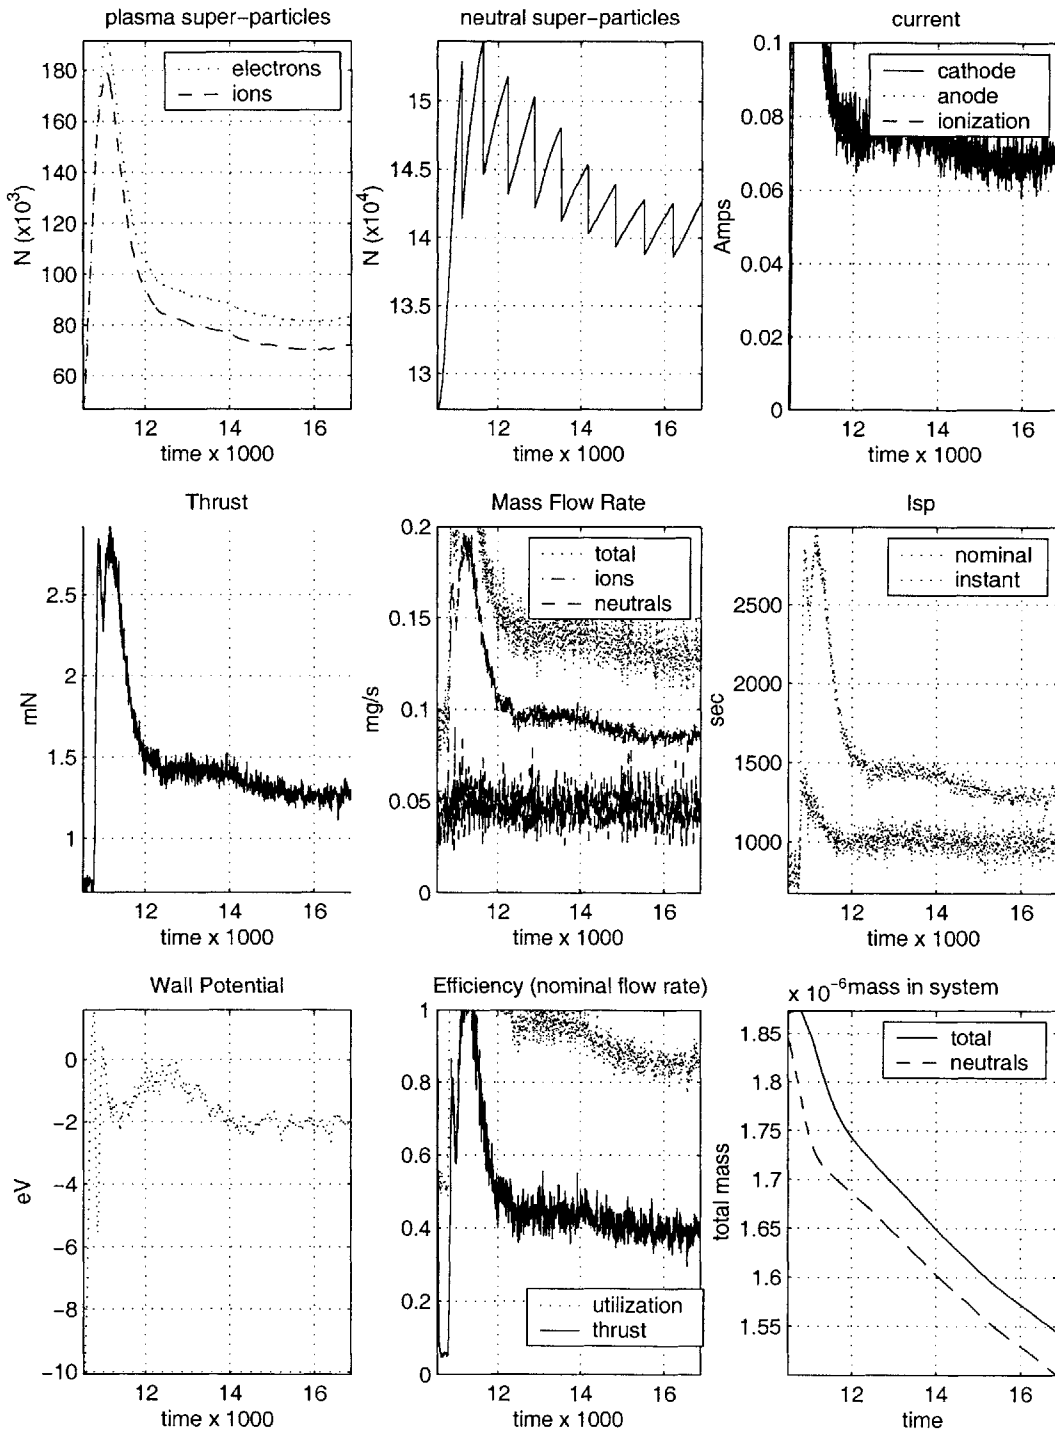 plasma super-particles
180
160
140
120
100
80
60
N (x10³)
electrons
ions
12 14 16
time x 1000
neutral super-particles
15
14.5
14
13.5
13
N (x10⁴)
12 14 16
time x 1000
current
0.1
0.08
0.06
0.04
0.02
0
Amps
cathode
anode
ionization
12 14 16
time x 1000
Thrust
2.5
2
1.5
1
mN
12 14 16
time x 1000
Mass Flow Rate
0.2
0.15
0.1
0.05
0
mg/s
total
ions
neutrals
12 14 16
time x 1000
Isp
2500
2000
1500
1000
sec
nominal
instant
12 14 16
time x 1000
Wall Potential
0
-2
-4
-6
-8
-10
eV
12 14 16
time x 1000
Efficiency (nominal flow rate)
1
0.8
0.6
0.4
0.2
0
utilization
thrust
12 14 16
time x 1000
x 10⁻⁶mass in system
1.85
1.8
1.75
1.7
1.65
1.6
1.55
total mass
total
neutrals
12 14 16
time